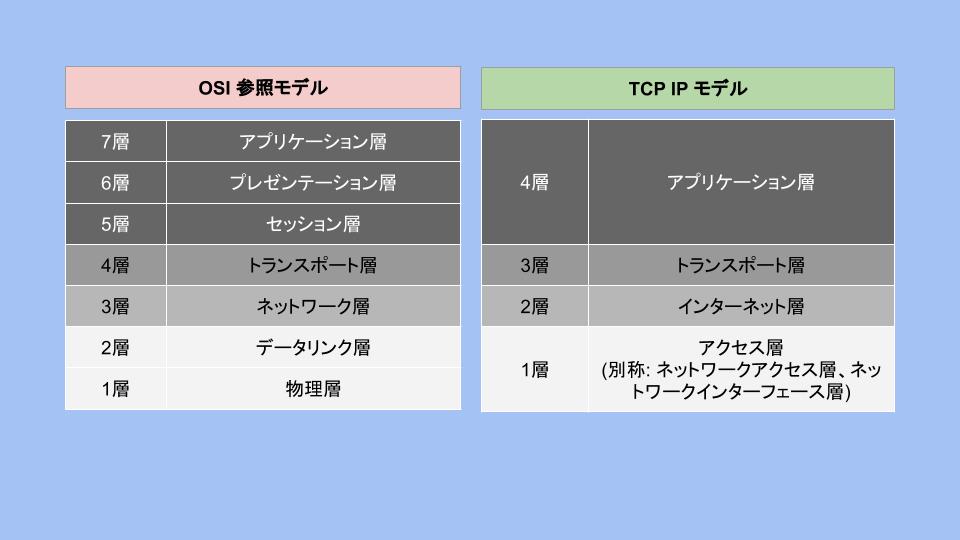 OSI 参照モデル
7層 アプリケーション層
6層 プレゼンテーション層
5層 セッション層
4層 トランスポート層
3層 ネットワーク層
2層 データリンク層
1層 物理層
TCP IP モデル
4層 アプリケーション層
3層 トランスポート層
2層 インターネット層
1層 アクセス層
(別称: ネットワークアクセス層、ネッ
トワークインターフェース層)